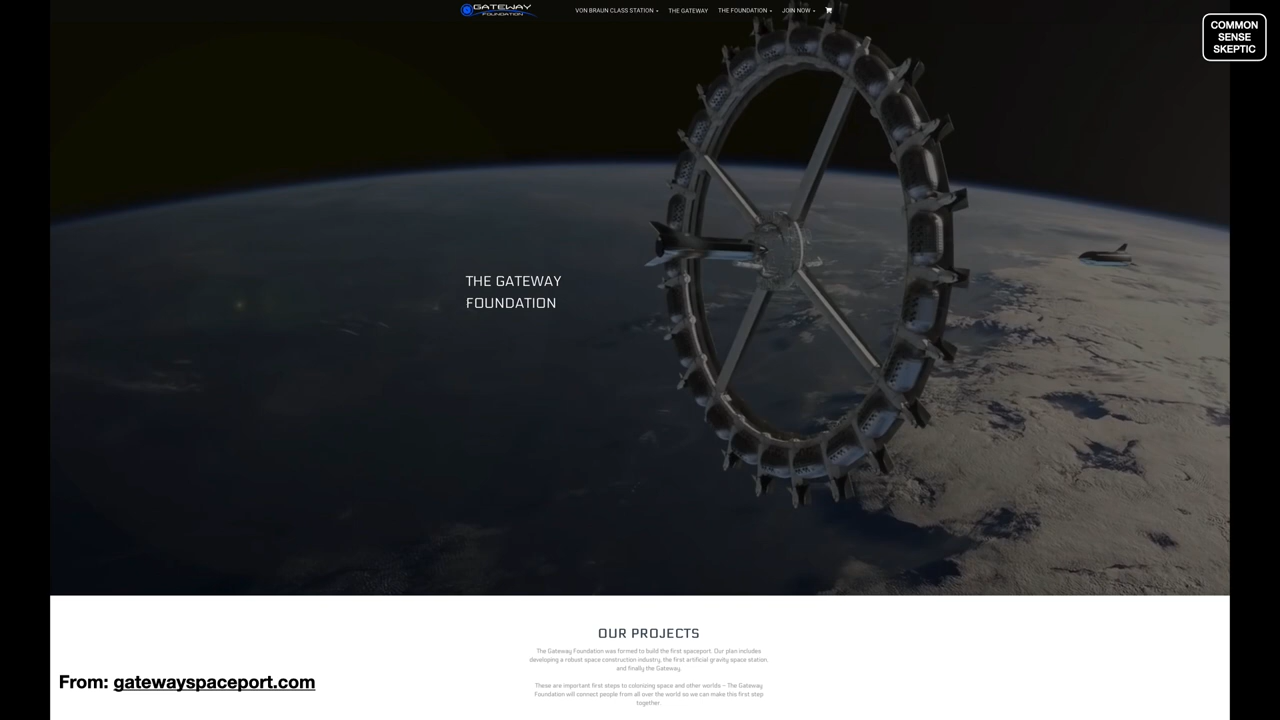 GATEWAY
FOUNDATION
VON BRAUN CLASS STATION
THE GATEWAY
THE FOUNDATION
JOIN NOW
COMMON
SENSE
SKEPTIC
THE GATEWAY
FOUNDATION
OUR PROJECTS
The Gateway Foundation was formed to build the first spaceport. Our plan includes
developing a robust space construction industry, the first artificial gravity space station,
and finally the Gateway.
These are important first steps to colonizing space and other worlds – The Gateway
Foundation will connect people from all over the world so we can make this first step
together.
From: gatewayspaceport.com